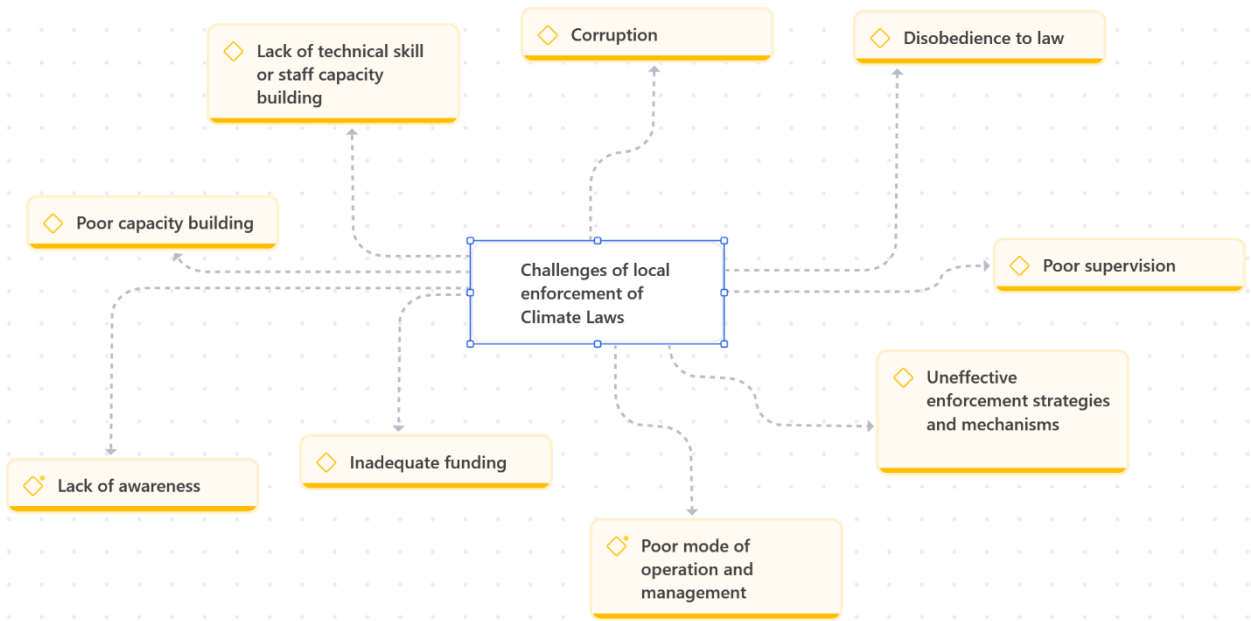 Corruption
Disobedience to law
Lack of technical skill
or staff capacity
building
Poor capacity building
Challenges of local
enforcement of
Climate Laws
Poor supervision
Uneffective
enforcement strategies
and mechanisms
Inadequate funding
Lack of awareness
Poor mode of
operation and
management